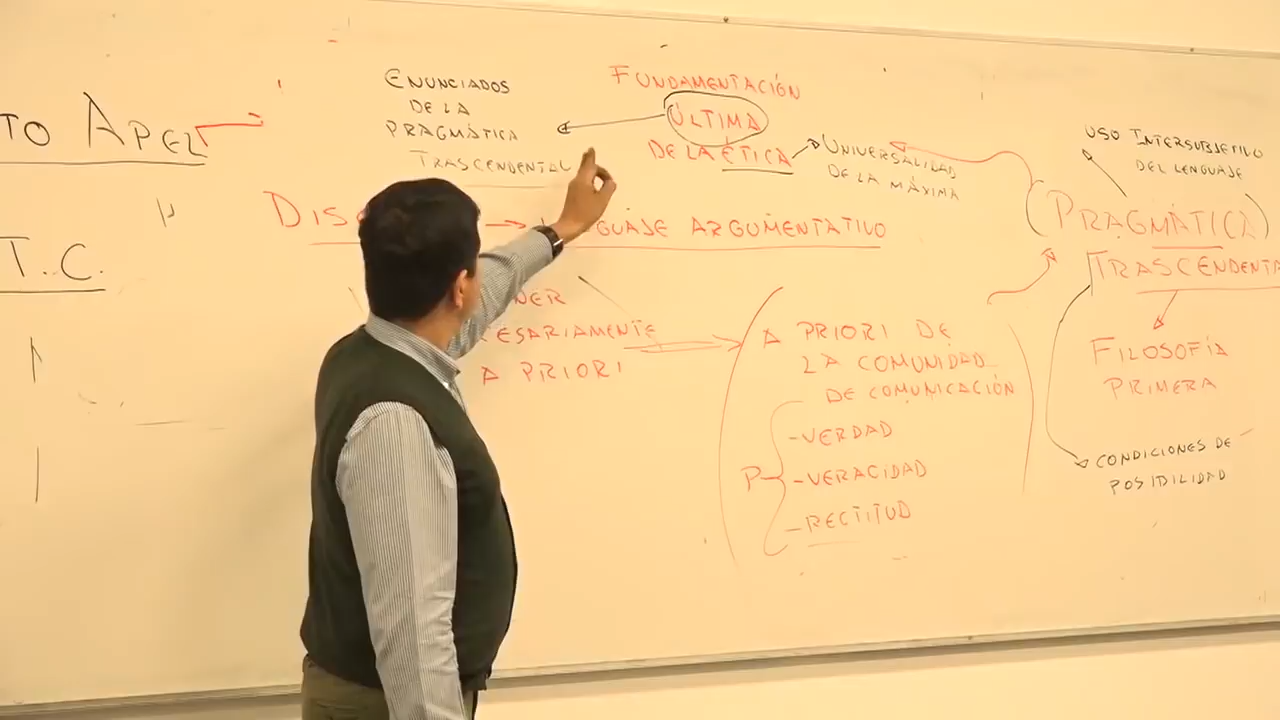 TO APEL
T. C.
ENUNCIADOS
DE LA
PRAGMÁTICA
TRASCENDENTAL
FUNDAMENTACIÓN
ÚLTIMA
DE LA ÉTICA
UNIVERSALIDAD
DE LA MÁXIMA
DIS
GUAJE ARGUMENTATIVO
NER
ESARIAMENTE
A PRIORI
A PRIORI DE
LA COMUNIDAD
DE COMUNICACIÓN
P
- VERDAD
- VERACIDAD
- RECTITUD
USO INTERSUBJETIVO
DEL LENGUAJE
(PRAGMÁTICA)
TRASCENDENTA
FILOSOFÍA
PRIMERA
CONDICIONES DE
POSIBILIDAD